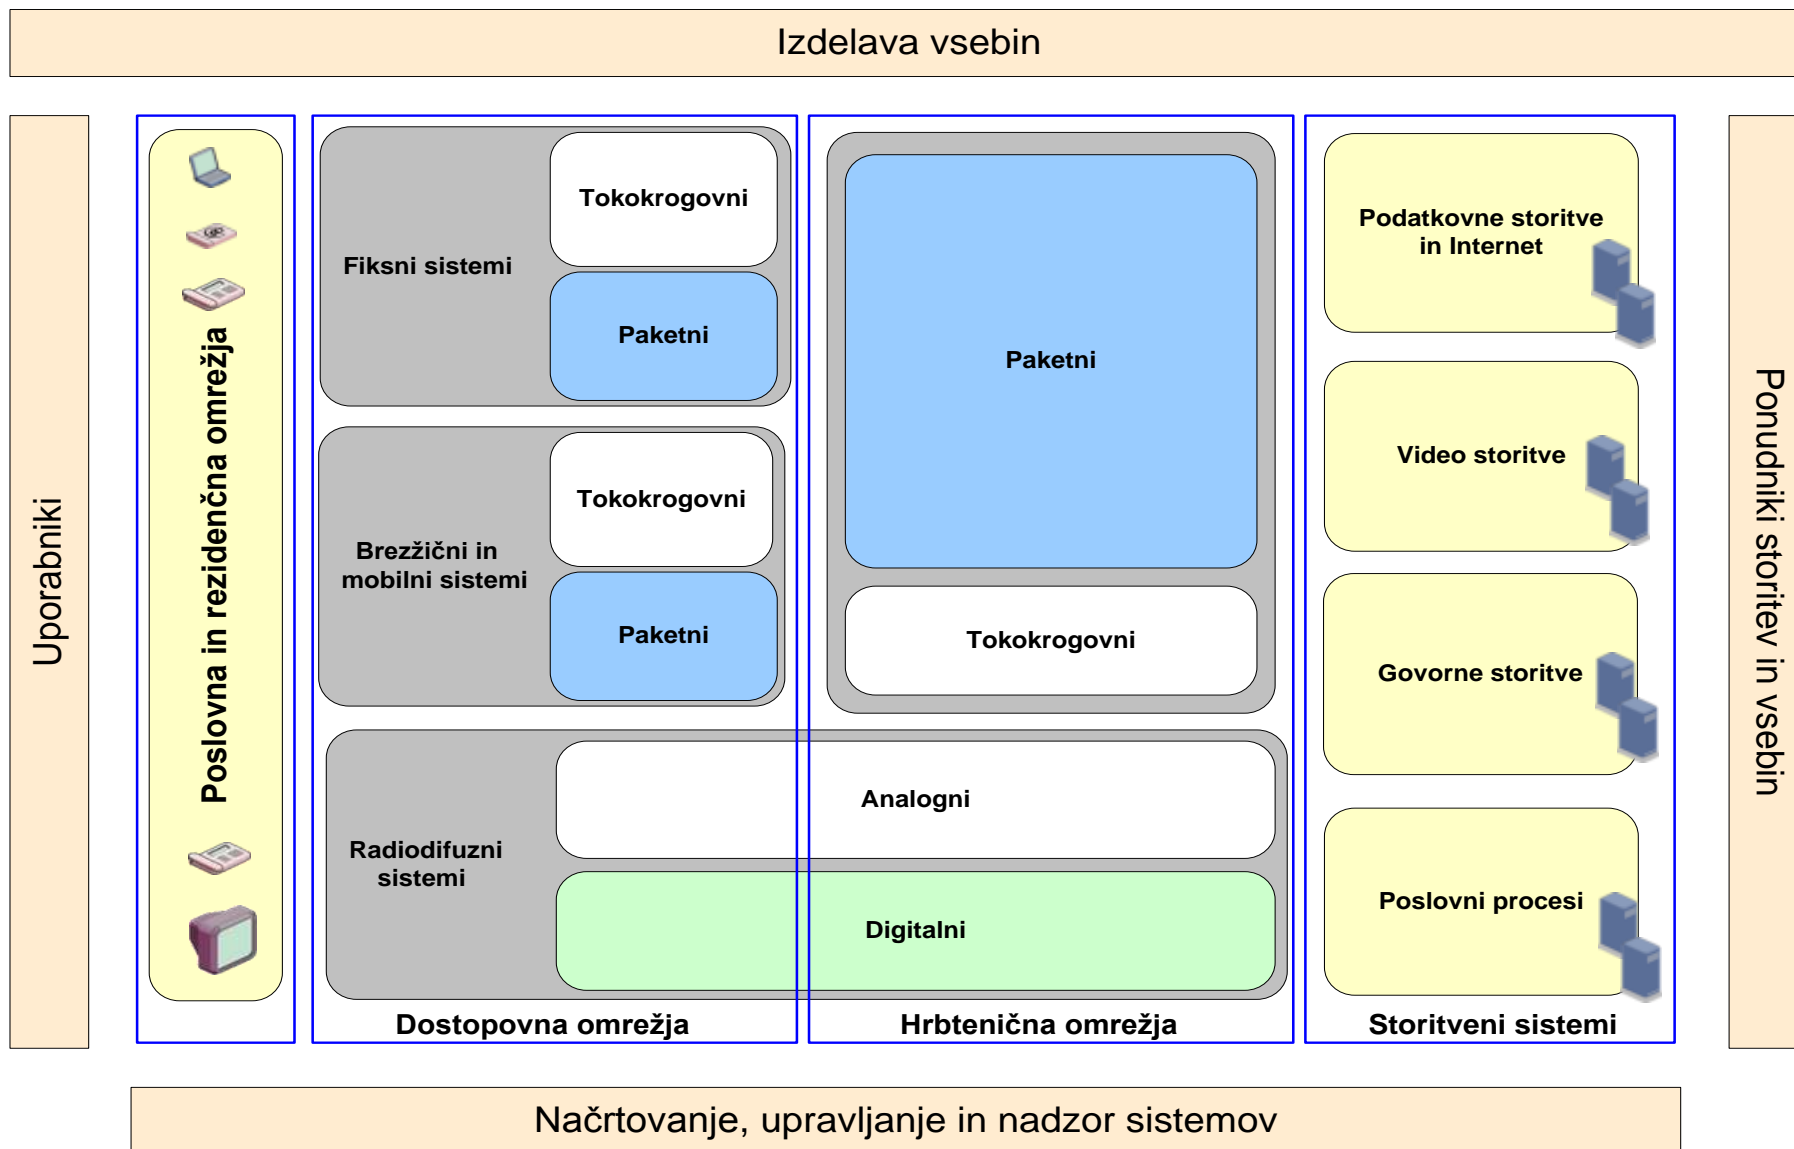 Izdelava vsebin
Uporabniki
Poslovna in rezidenčna omrežja
Fiksni sistemi
Tokokrogovni
Paketni
Brezžični in
mobilni sistemi
Tokokrogovni
Paketni
Radiodifuzni
sistemi
Analogni
Digitalni
Dostopovna omrežja
Paketni
Tokokrogovni
Hrbtenična omrežja
Podatkovne storitve
in Internet
Video storitve
Govorne storitve
Poslovni procesi
Storitveni sistemi
Ponudniki storitev in vsebin
Načrtovanje, upravljanje in nadzor sistemov